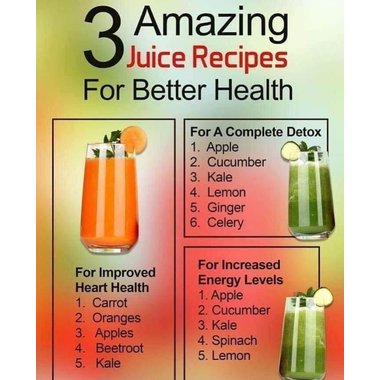 3 Amazing
Juice Recipes
For Better Health
For Improved
Heart Health
1. Carrot
2. Oranges
3. Apples
4. Beetroot
5. Kale
For A Complete Detox
1. Apple
2. Cucumber
3. Kale
4. Lemon
5. Ginger
6. Celery
For Increased
Energy Levels
1. Apple
2. Cucumber
3. Kale
4. Spinach
5. Lemon